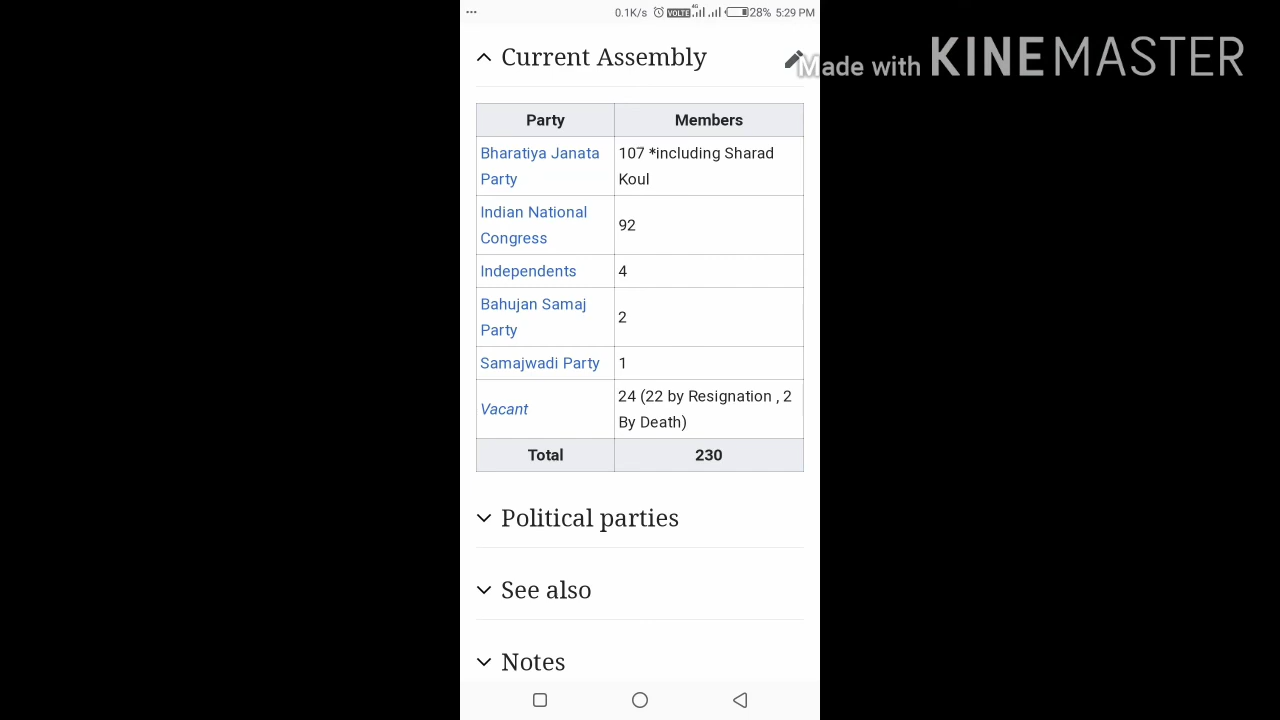 ... 0.1K/s VOLTE 4G 28% 5:29 PM
Current Assembly
Made with KINEMASTER
Party Members
Bharatiya Janata Party 107 *including Sharad Koul
Indian National Congress 92
Independents 4
Bahujan Samaj Party 2
Samajwadi Party 1
Vacant 24 (22 by Resignation , 2 By Death)
Total 230
Political parties
See also
Notes